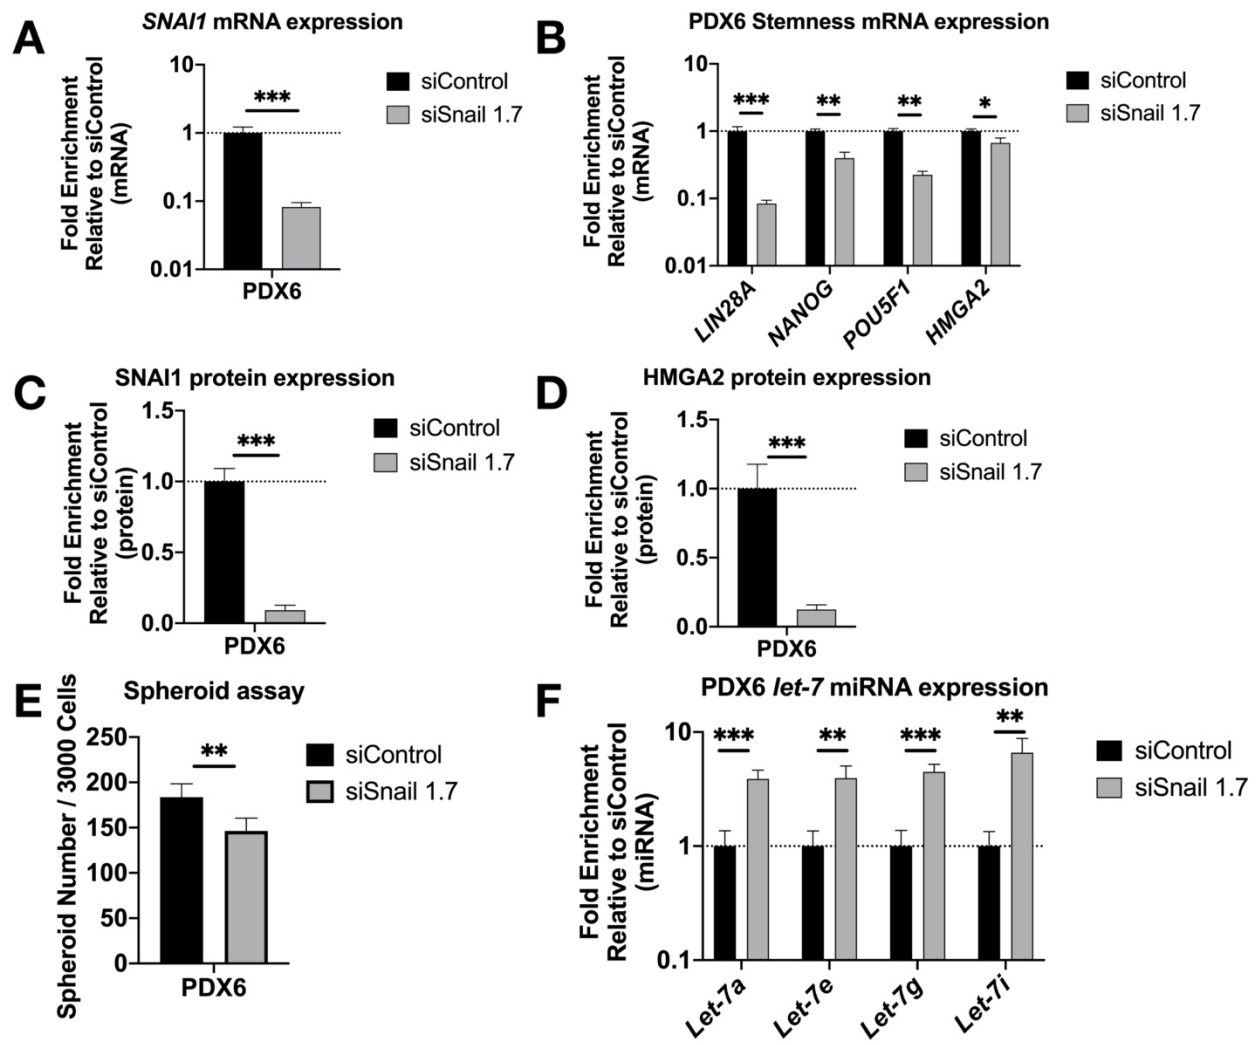 A
SNAI1 mRNA expression
Fold Enrichment
Relative to siControl
(mRNA)
10
1
0.1
0.01
***
PDX6
siControl
siSnail 1.7
B
PDX6 Stemness mRNA expression
Fold Enrichment
Relative to siControl
(mRNA)
10
1
0.1
0.01
***
**
**
*
LIN28A
NANOG
POU5F1
HMGA2
siControl
siSnail 1.7
C
SNAI1 protein expression
Fold Enrichment
Relative to siControl
(protein)
1.5
1.0
0.5
0.0
***
PDX6
siControl
siSnail 1.7
D
HMGA2 protein expression
Fold Enrichment
Relative to siControl
(protein)
1.5
1.0
0.5
0.0
***
PDX6
siControl
siSnail 1.7
E
Spheroid assay
Spheroid Number / 3000 Cells
250
200
150
100
50
0
**
PDX6
siControl
siSnail 1.7
F
PDX6 let-7 miRNA expression
Fold Enrichment
Relative to siControl
(miRNA)
10
1
0.1
***
**
***
**
Let-7a
Let-7e
Let-7g
Let-7i
siControl
siSnail 1.7